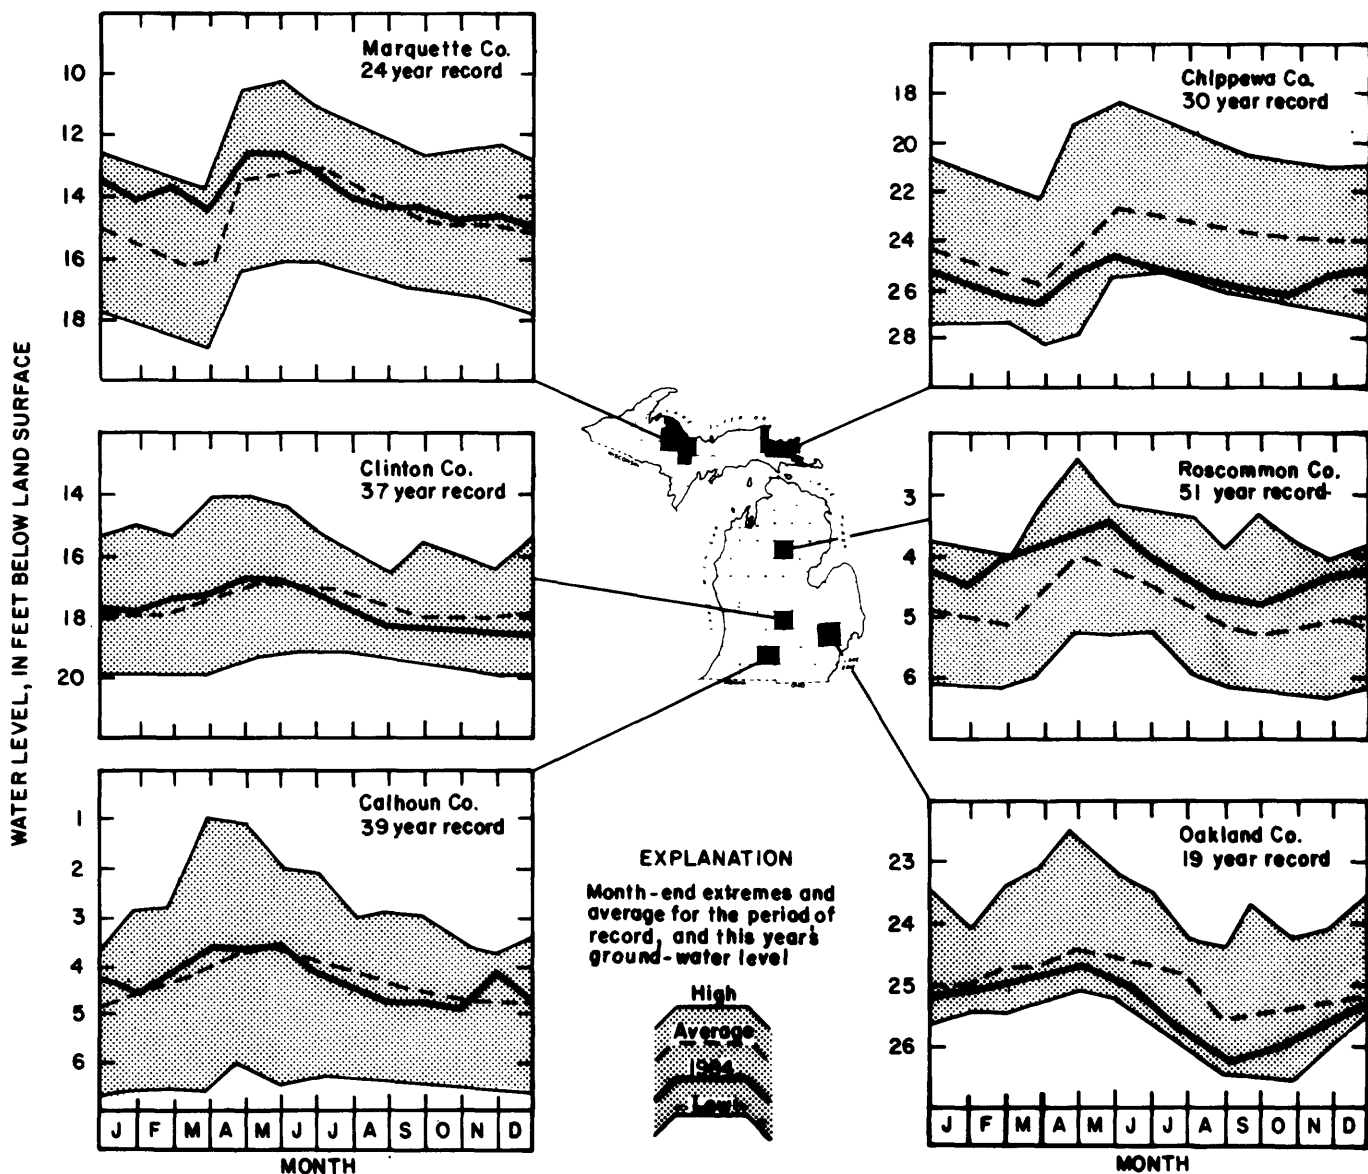 WATER LEVEL, IN FEET BELOW LAND SURFACE
Marquette Co.
24 year record
10
12
14
16
18
Chippewa Co.
30 year record
18
20
22
24
26
28
Clinton Co.
37 year record
14
16
18
20
Roscommon Co.
51 year record
3
4
5
6
Calhoun Co.
39 year record
1
2
3
4
5
6
J F M A M J J A S O N D
MONTH
EXPLANATION
Month-end extremes and
average for the period of
record, and this years
ground-water level
High
Average
1984
Low
Oakland Co.
19 year record
23
24
25
26
J F M A M J J A S O N D
MONTH